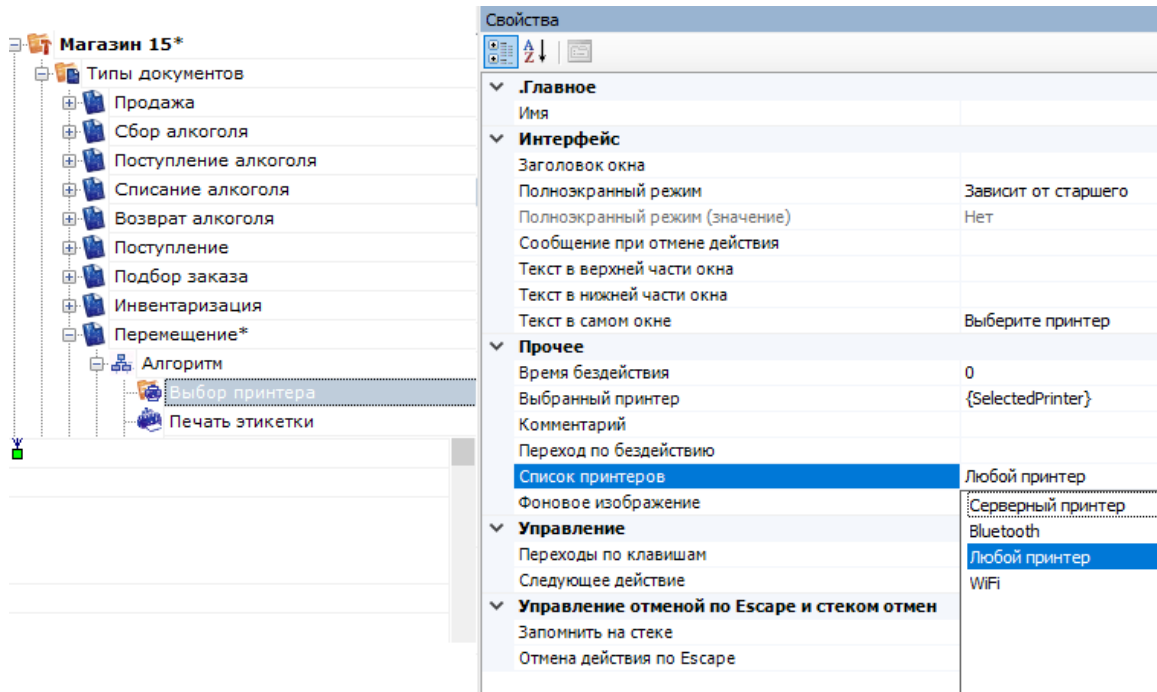 Магазин 15*
Типы документов
Продажа
Сбор алкоголя
Поступление алкоголя
Списание алкоголя
Возврат алкоголя
Поступление
Подбор заказа
Инвентаризация
Перемещение*
Алгоритм
Выбор принтера
Печать этикетки
Свойства
.Главное
Имя
Интерфейс
Заголовок окна
Полноэкранный режим Зависит от старшего
Полноэкранный режим (значение) Нет
Сообщение при отмене действия
Текст в верхней части окна
Текст в нижней части окна
Текст в самом окне Выберите принтер
Прочее
Время бездействия 0
Выбранный принтер {SelectedPrinter}
Комментарий
Переход по бездействию
Список принтеров Любой принтер
Фоновое изображение Серверный принтер
Bluetooth
Управление
Переходы по клавишам Любой принтер
Следующее действие WiFi
Управление отменой по Escape и стеком отмен
Запомнить на стеке
Отмена действия по Escape